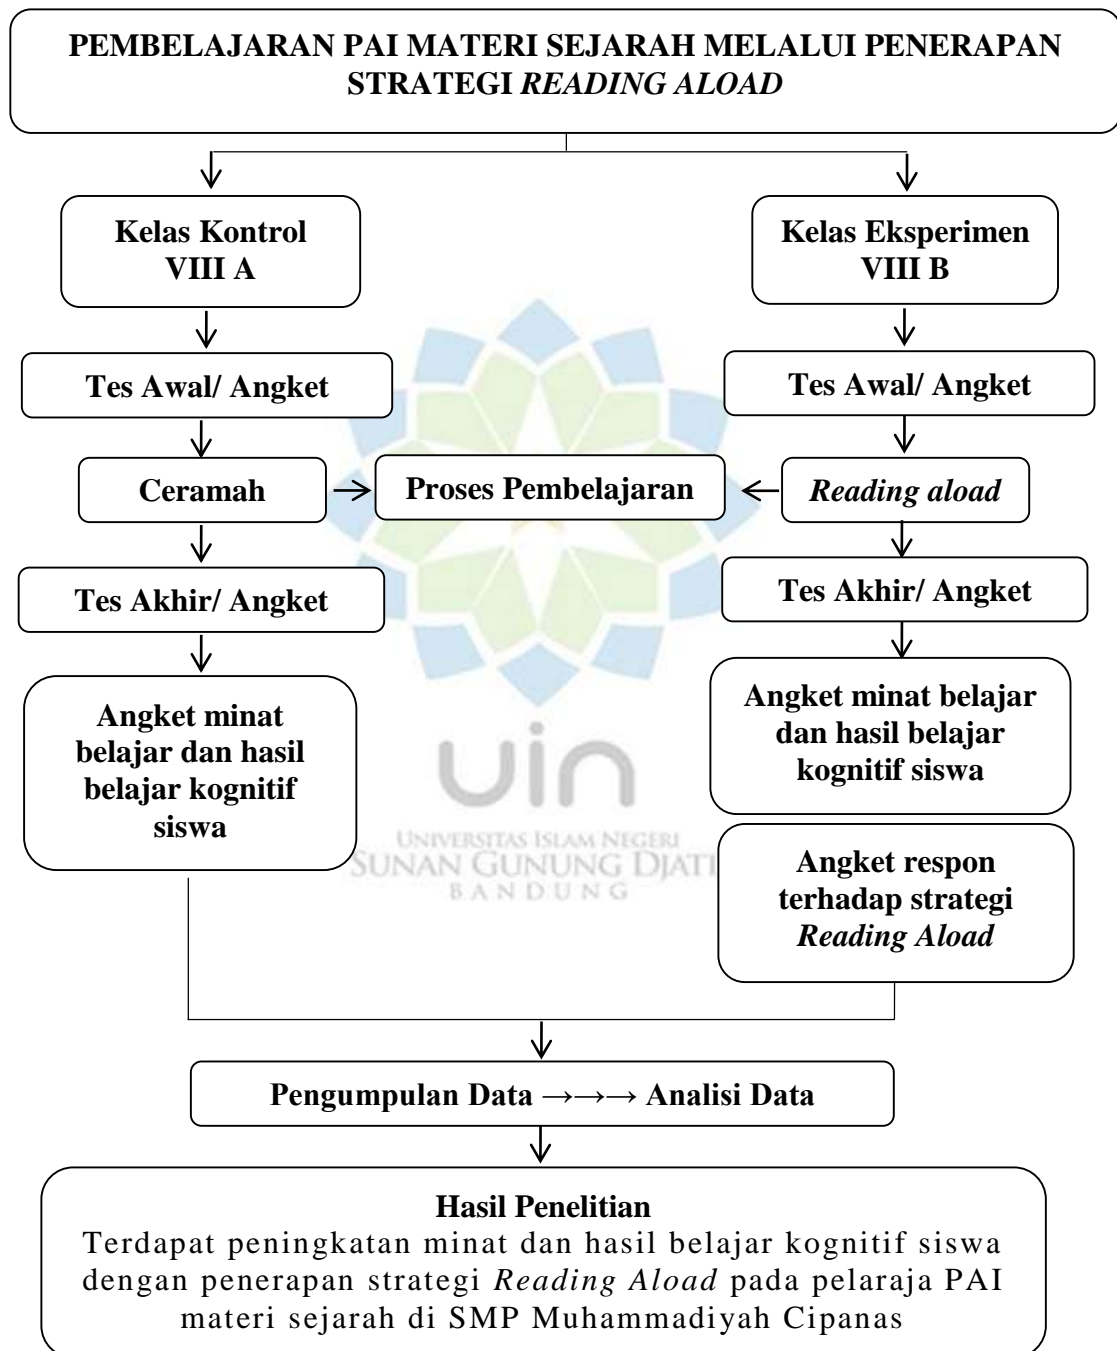 PEMBELAJARAN PAI MATERI SEJARAH MELALUI PENERAPAN
STRATEGI READING ALOAD
Kelas Kontrol
VIII A
Kelas Eksperimen
VIII B
Tes Awal/ Angket
Tes Awal/ Angket
Ceramah
Proses Pembelajaran
Reading aload
Tes Akhir/ Angket
Tes Akhir/ Angket
Angket minat
belajar dan hasil
belajar kognitif
siswa
Angket minat belajar
dan hasil belajar
kognitif siswa
uin
UNIVERSITAS ISLAM NEGERI
SUNAN GUNUNG DJATI
BANDUNG
Angket respon
terhadap strategi
Reading Aload
Pengumpulan Data →→→ Analisi Data
Hasil Penelitian
Terdapat peningkatan minat dan hasil belajar kognitif siswa
dengan penerapan strategi Reading Aload pada pelaraja PAI
materi sejarah di SMP Muhammadiyah Cipanas